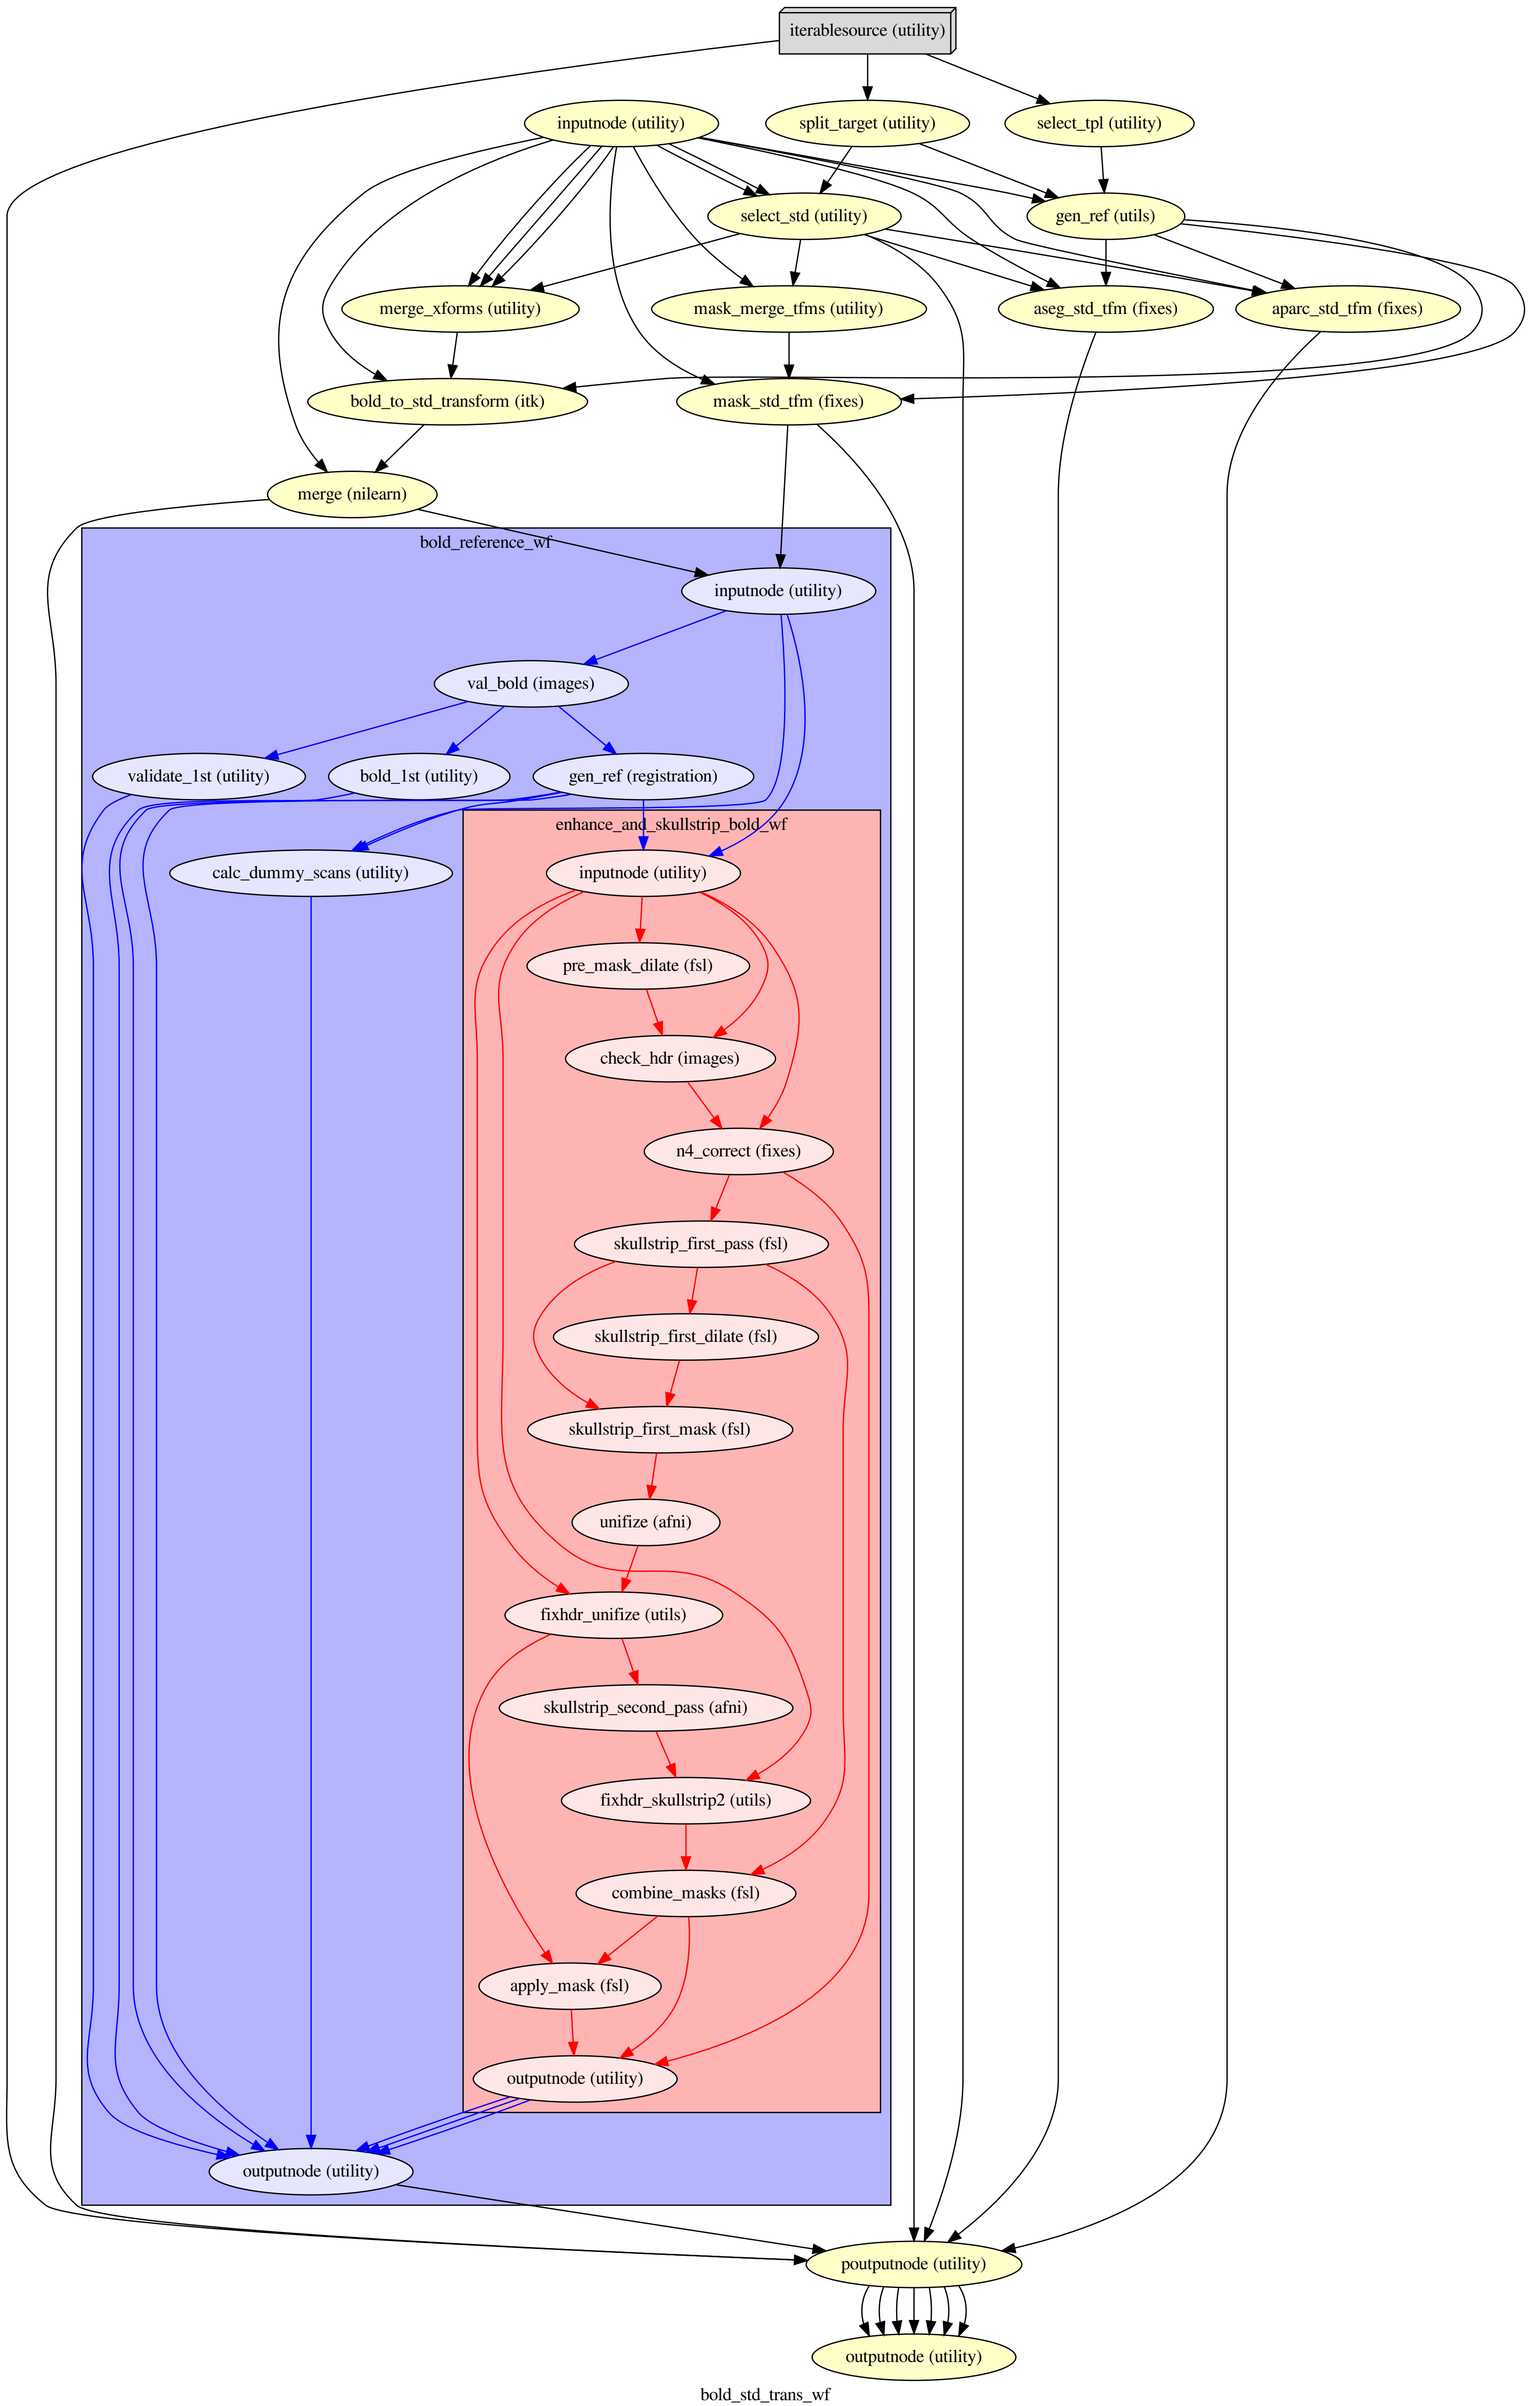 iterablesource (utility)
inputnode (utility)
split_target (utility)
select_tpl (utility)
select_std (utility)
gen_ref (utils)
merge_xforms (utility)
mask_merge_tfms (utility)
aseg_std_tfm (fixes)
aparc_std_tfm (fixes)
bold_to_std_transform (itk)
mask_std_tfm (fixes)
merge (nilearn)
bold_reference_wf
inputnode (utility)
val_bold (images)
validate_1st (utility)
bold_1st (utility)
gen_ref (registration)
enhance_and_skullstrip_bold_wf
calc_dummy_scans (utility)
inputnode (utility)
pre_mask_dilate (fsl)
check_hdr (images)
n4_correct (fixes)
skullstrip_first_pass (fsl)
skullstrip_first_dilate (fsl)
skullstrip_first_mask (fsl)
unifize (afni)
fixhdr_unifize (utils)
skullstrip_second_pass (afni)
fixhdr_skullstrip2 (utils)
combine_masks (fsl)
apply_mask (fsl)
outputnode (utility)
outputnode (utility)
poutputnode (utility)
outputnode (utility)
bold_std_trans_wf